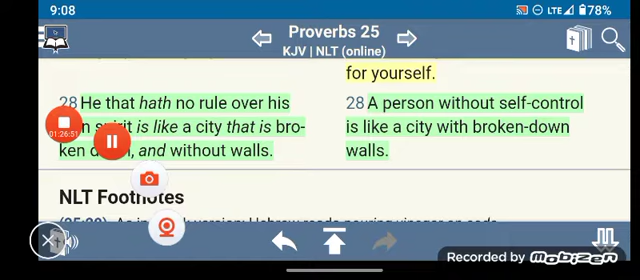 9:08
LTE 78%
Proverbs 25
KJV | NLT (online)
for yourself.
28 He that hath no rule over his
spirit is like a city that is bro-
ken down, and without walls.
28 A person without self-control
is like a city with broken-down
walls.
01:26:51
NLT Footnotes
Recorded by
mobizen